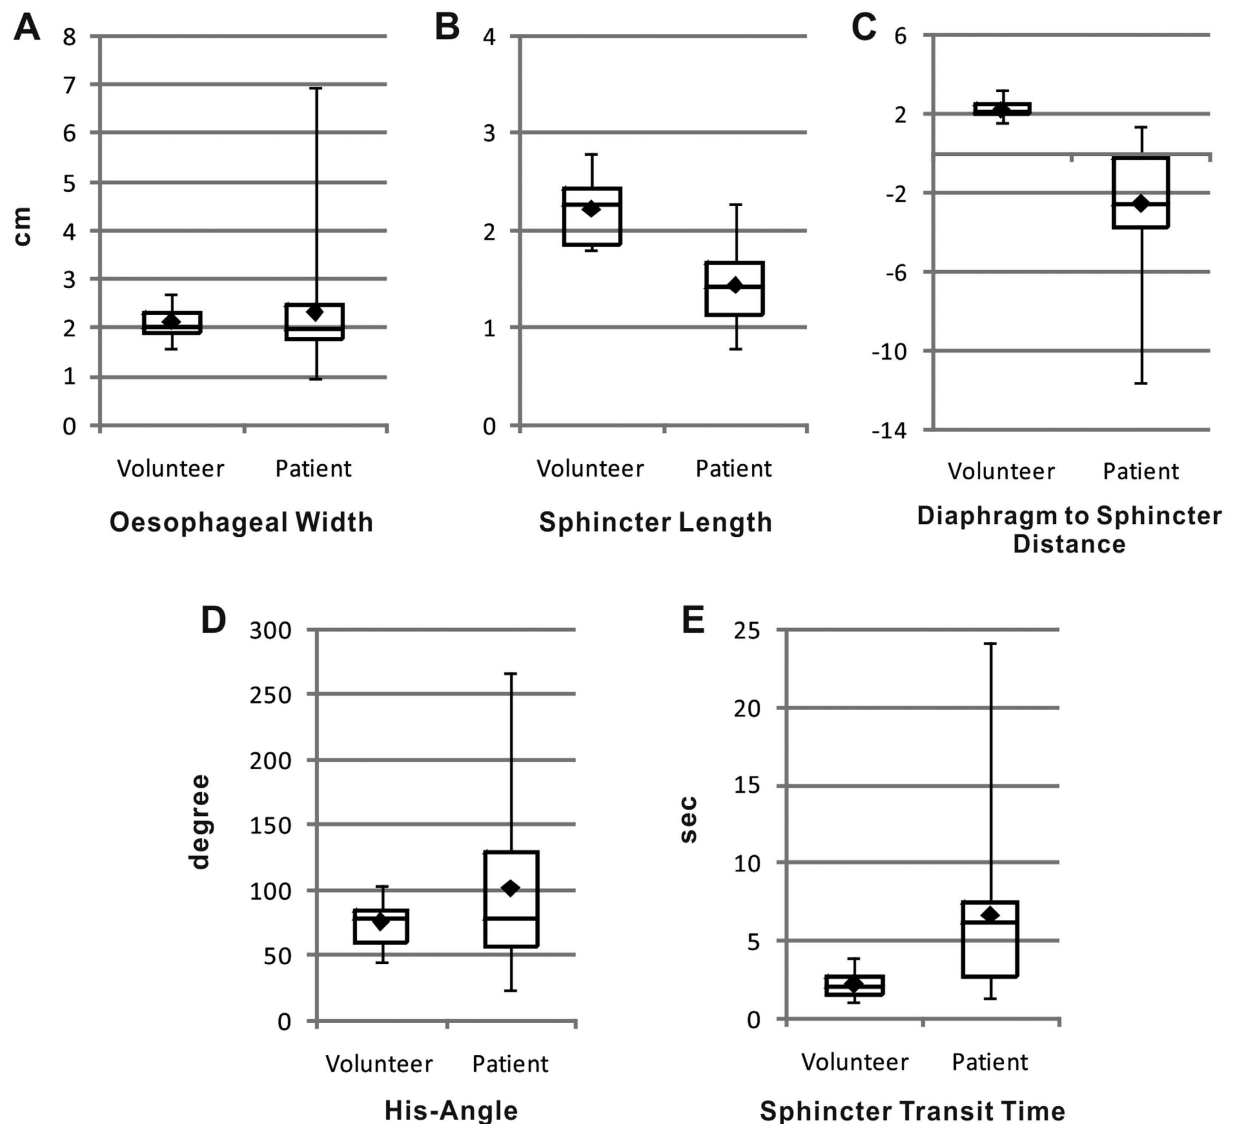 A
8
7
6
5
4
3
2
1
0
cm
Volunteer Patient
Oesophageal Width
B
4
3
2
1
0
Volunteer Patient
Sphincter Length
C
6
2
-2
-6
-10
-14
Volunteer Patient
Diaphragm to Sphincter
Distance
D
300
250
200
150
100
50
0
degree
Volunteer Patient
His-Angle
E
25
20
15
10
5
0
sec
Volunteer Patient
Sphincter Transit Time